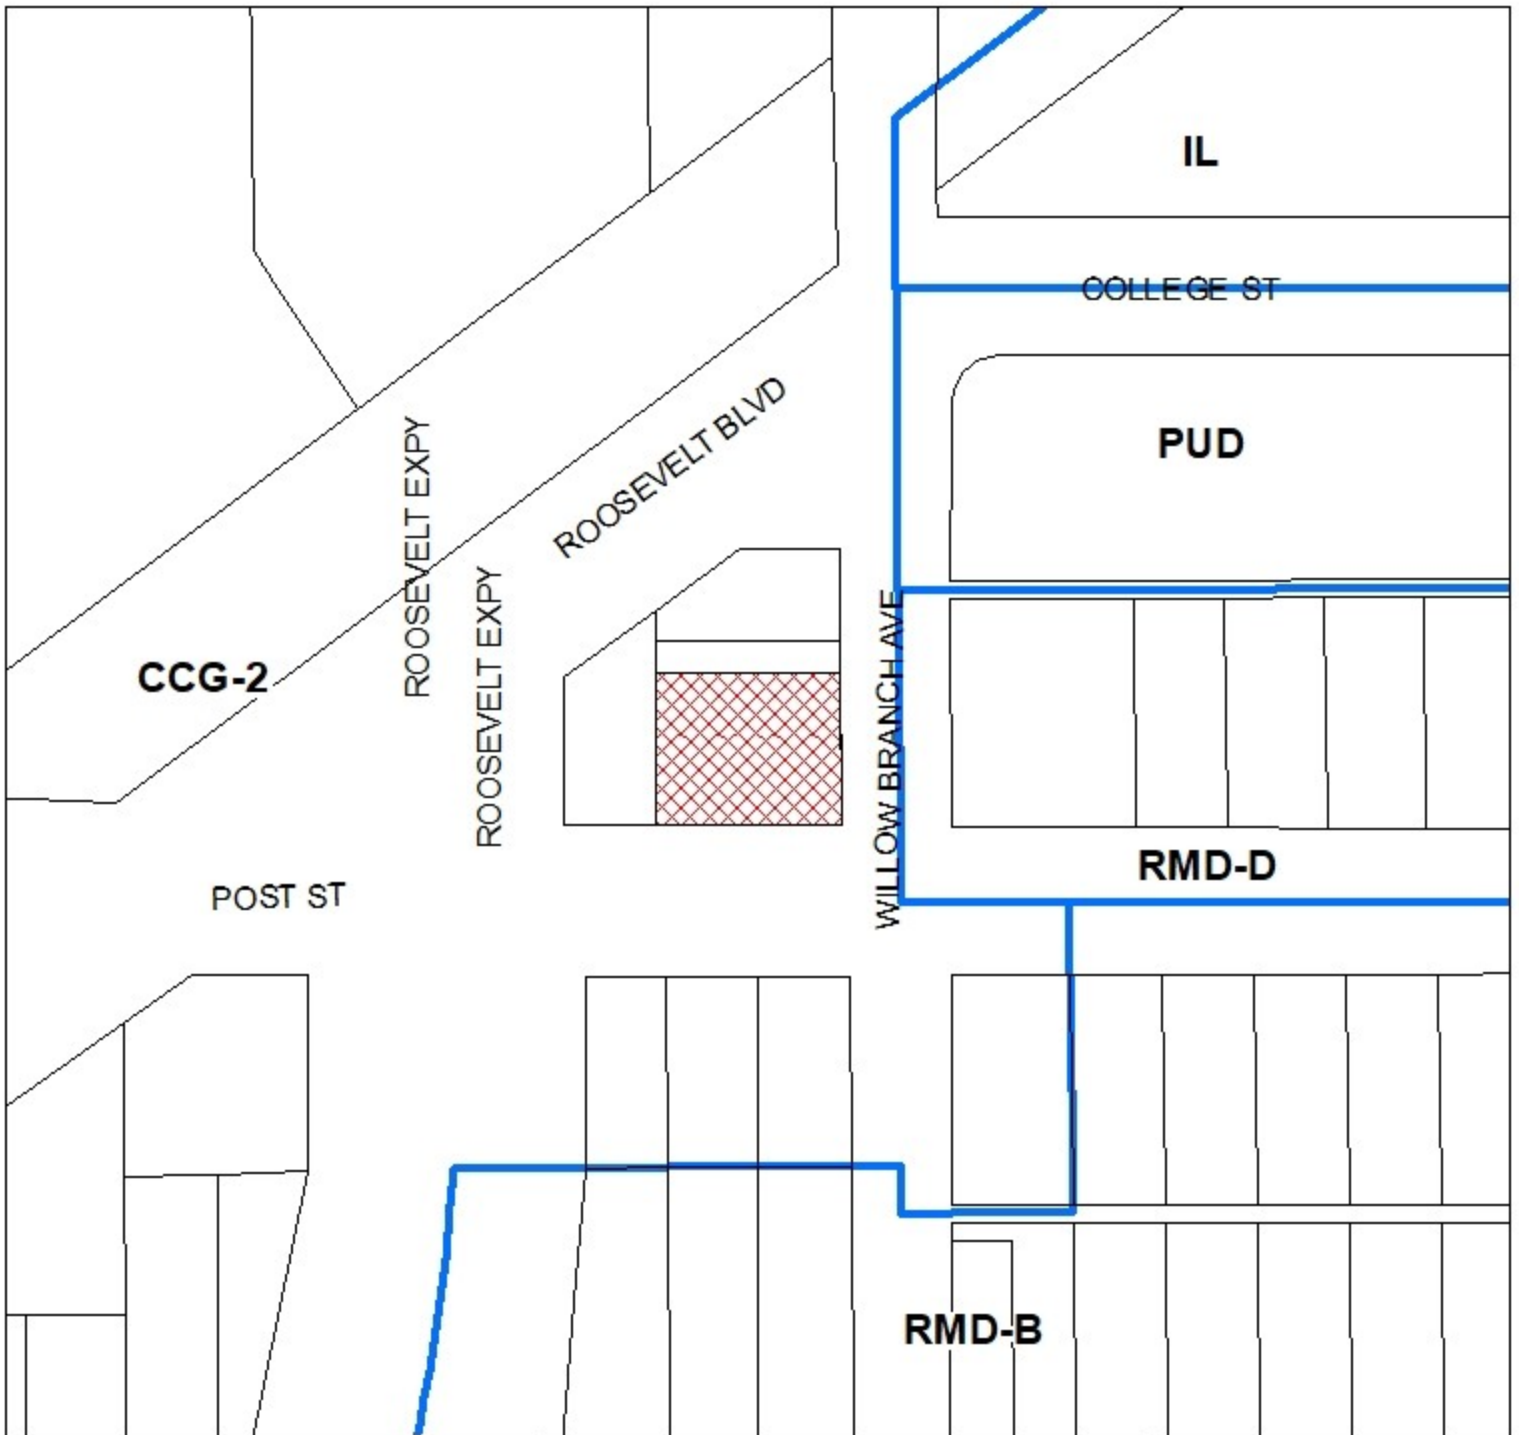 IL
COLLEGE ST
PUD
ROOSEVELT BLVD
ROOSEVELT EXPY
ROOSEVELT EXPY
CCG-2
WILLOW BRANCH AVE
RMD-D
POST ST
RMD-B